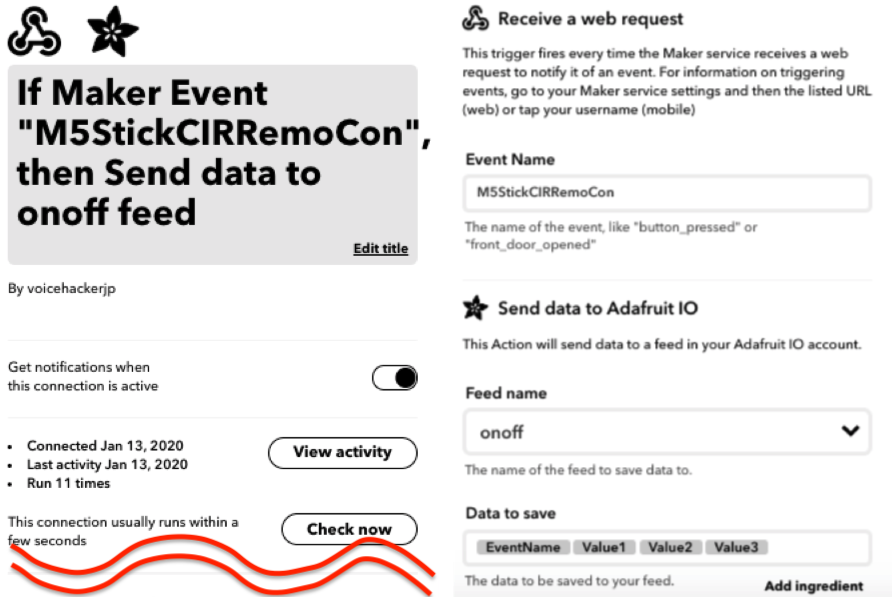 If Maker Event
"M5StickCIRRemoCon",
then Send data to
onoff feed
Edit title
By voicehackerjp
Get notifications when
this connection is active
• Connected Jan 13, 2020
• Last activity Jan 13, 2020
• Run 11 times
View activity
This connection usually runs within a
few seconds
Check now
Receive a web request
This trigger fires every time the Maker service receives a web
request to notify it of an event. For information on triggering
events, go to your Maker service settings and then the listed URL
(web) or tap your username (mobile)
Event Name
M5StickCIRRemoCon
The name of the event, like "button_pressed" or
"front_door_opened"
Send data to Adafruit IO
This Action will send data to a feed in your Adafruit IO account.
Feed name
onoff
The name of the feed to save data to.
Data to save
EventName Value1 Value2 Value3
The data to be saved to your feed.
Add ingredient